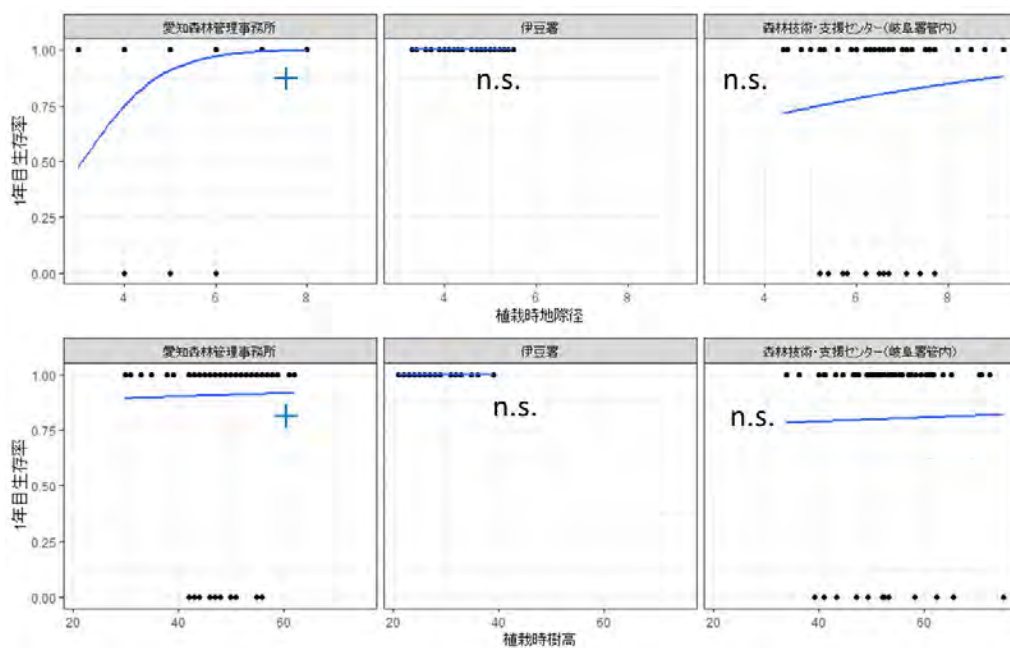 愛知森林管理事務所 伊豆署 森林技術・支援センター(岐阜署管内)
1.00
0.75
0.50
0.25
0.00
1年目生存率
+ n.s. n.s.
4 6 8 4 6 8 4 6 8
植栽時地際径
愛知森林管理事務所 伊豆署 森林技術・支援センター(岐阜署管内)
1.00
0.75
0.50
0.25
0.00
1年目生存率
+ n.s. n.s.
20 40 60 20 40 60 20 40 60
植栽時樹高